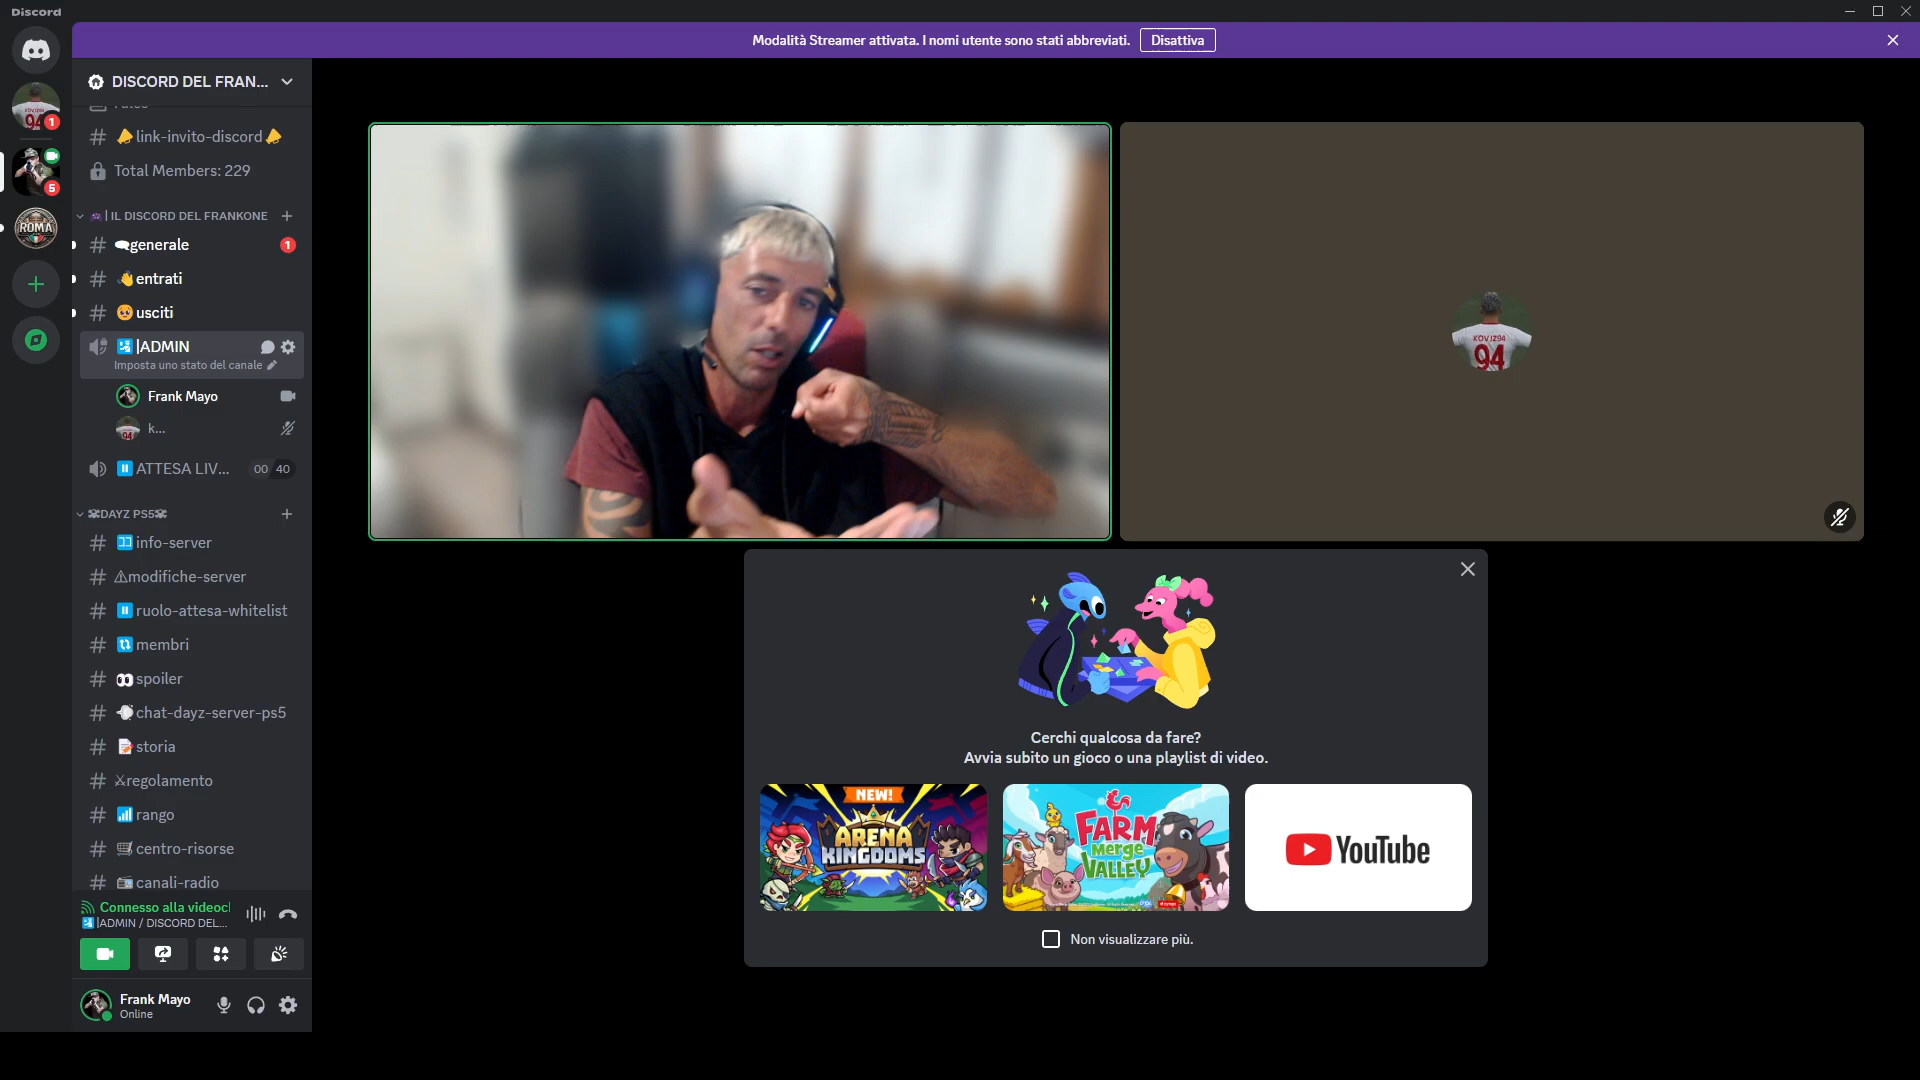 Discord
Modalità Streamer attivata. I nomi utente sono stati abbreviati.
Disattiva
DISCORD DEL FRAN...
link-invito-discord
Total Members: 229
| IL DISCORD DEL FRANKONE
generale
1
entrati
usciti
|ADMIN
Imposta uno stato del canale
Frank Mayo
k...
ATTESA LIV...
00 40
DAYZ PS5
info-server
modifiche-server
ruolo-attesa-whitelist
membri
spoiler
chat-dayz-server-ps5
storia
regolamento
rango
centro-risorse
canali-radio
Connesso alla videoc
|ADMIN / DISCORD DEL...
Frank Mayo
Online
1
5
ROMA
KOVJZ94
94
Cerchi qualcosa da fare?
Avvia subito un gioco o una playlist di video.
NEW!
ARENA
KINGDOMS
FARM
Merge
VALLEY
YouTube
Non visualizzare più.